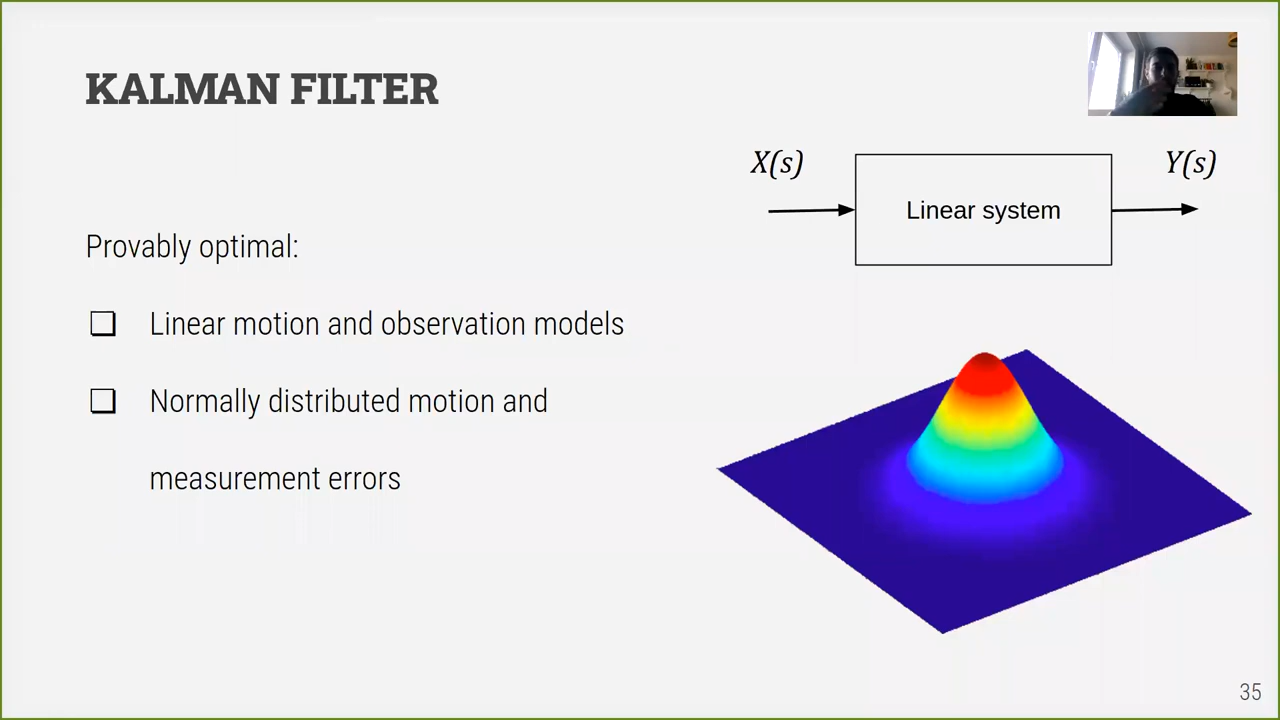 KALMAN FILTER
X(s)
Y(s)
Linear system
Provably optimal:
❏ Linear motion and observation models
❏ Normally distributed motion and
measurement errors
35